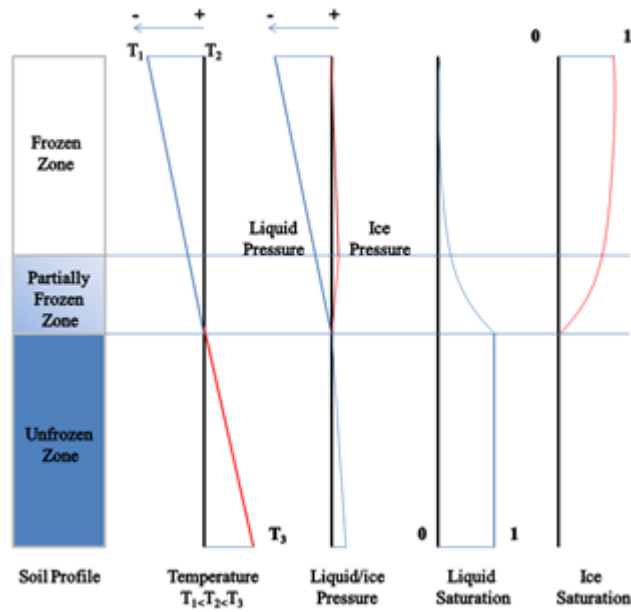 - +
- +
T1
T2
0
1
Frozen
Zone
Liquid
Pressure
Ice
Pressure
Partially
Frozen
Zone
Unfrozen
Zone
T3
0
1
Soil Profile
Temperature
T1<T2<T3
Liquid/ice
Pressure
Liquid
Saturation
Ice
Saturation